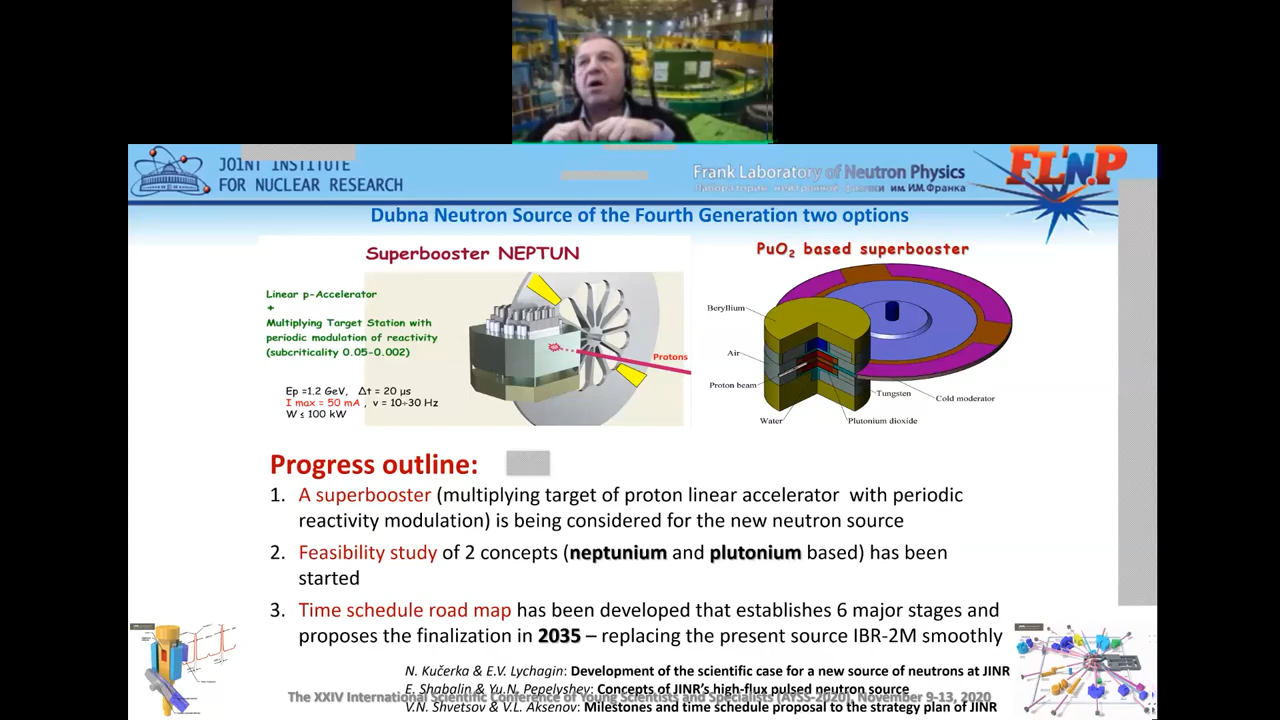 JOINT INSTITUTE
FOR NUCLEAR RESEARCH
Frank Laboratory of Neutron Physics
Лаборатория нейтронной физики им. И.М. Франка
FLNP
Dubna Neutron Source of the Fourth Generation two options
Superbooster NEPTUN
Linear p-Accelerator
+
Multiplying Target Station with
periodic modulation of reactivity
(subcriticality 0.05-0.002)
Ep =1.2 GeV, Δt = 20 µs
I max = 50 mA , ν = 10÷30 Hz
W ≤ 100 kW
Protons
PuO₂ based superbooster
Beryllium
Air
Proton beam
Water
Tungsten
Plutonium dioxide
Cold moderator
Progress outline:
1. A superbooster (multiplying target of proton linear accelerator with periodic
reactivity modulation) is being considered for the new neutron source
2. Feasibility study of 2 concepts (neptunium and plutonium based) has been
started
3. Time schedule road map has been developed that establishes 6 major stages and
proposes the finalization in 2035 – replacing the present source IBR-2M smoothly
N. Kučerka & E.V. Lychagin: Development of the scientific case for a new source of neutrons at JINR
E. Shabalin & Yu.N. Pepelyshev: Concepts of JINR's high-flux pulsed neutron source
The XXIV International Scientific Conference of Young Scientists and Specialists (AYSS-2020), November 9-13, 2020
V.N. Shvetsov & V.L. Aksenov: Milestones and time schedule proposal to the strategy plan of JINR